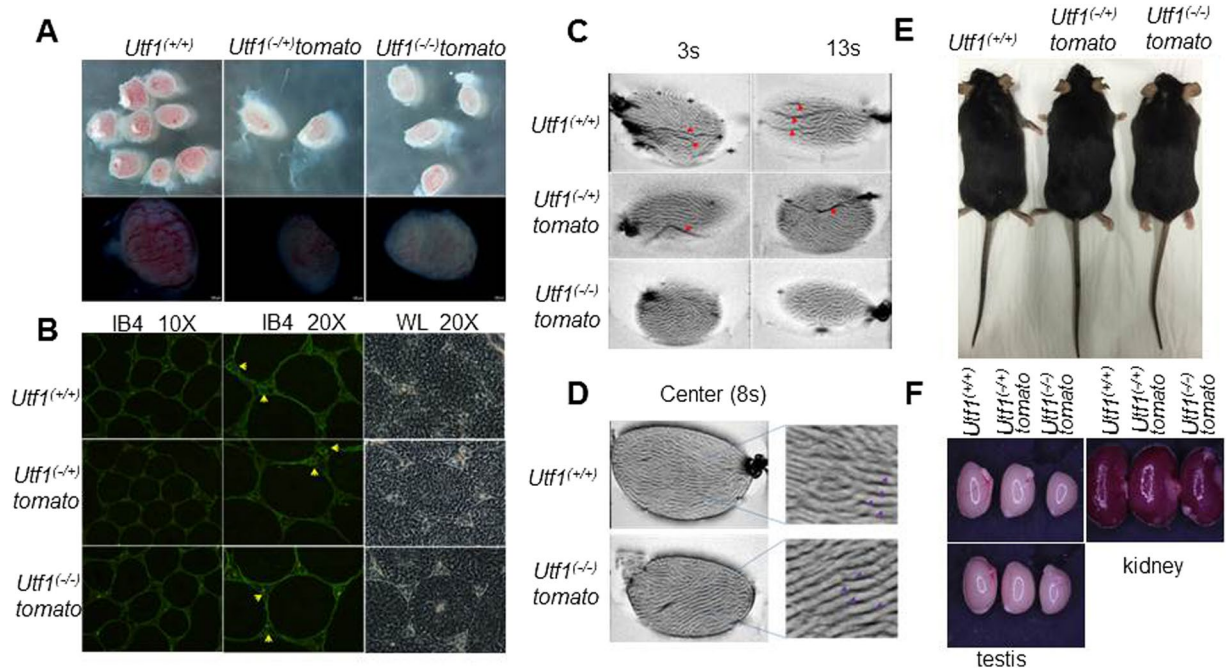 A
Utf1(+/+)
Utf1(-/+)tomato
Utf1(-/-)tomato
B
IB4 10X
IB4 20X
WL 20X
Utf1(+/+)
Utf1(-/+)
tomato
Utf1(-/-)
tomato
C
3s
13s
Utf1(+/+)
Utf1(-/+)
tomato
Utf1(-/-)
tomato
D
Center (8s)
Utf1(+/+)
Utf1(-/-)
tomato
E
Utf1(+/+)
Utf1(-/+)
tomato
Utf1(-/-)
tomato
F
Utf1(+/+)
Utf1(-/+)
tomato
Utf1(-/-)
tomato
Utf1(+/+)
Utf1(-/+)
tomato
Utf1(-/-)
tomato
kidney
testis